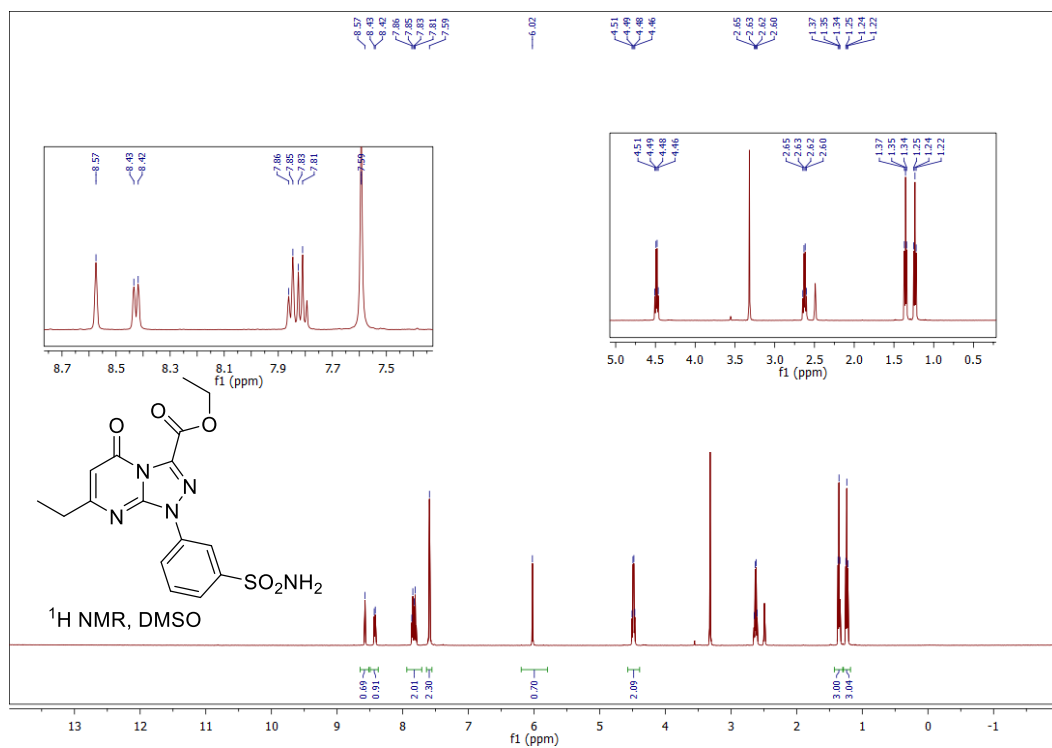 8.57 8.43 8.42 7.86 7.85 7.83 7.81 7.59 6.02 4.51 4.49 4.48 4.46 2.65 2.63 2.62 2.60 1.37 1.35 1.34 1.25 1.24 1.22
8.57 8.43 8.42 7.86 7.85 7.83 7.81 7.59
8.7 8.5 8.3 8.1 7.9 7.7 7.5
f1 (ppm)
4.51 4.49 4.48 4.46 2.65 2.63 2.62 2.60 1.37 1.35 1.34 1.25 1.24 1.22
5.0 4.5 4.0 3.5 3.0 2.5 2.0 1.5 1.0 0.5
f1 (ppm)
O
O
O
N
N
N
N
SO2NH2
¹H NMR, DMSO
0.69 0.91 2.01 2.30 0.70 2.09 3.00 3.04
13 12 11 10 9 8 7 6 5 4 3 2 1 0 -1
f1 (ppm)